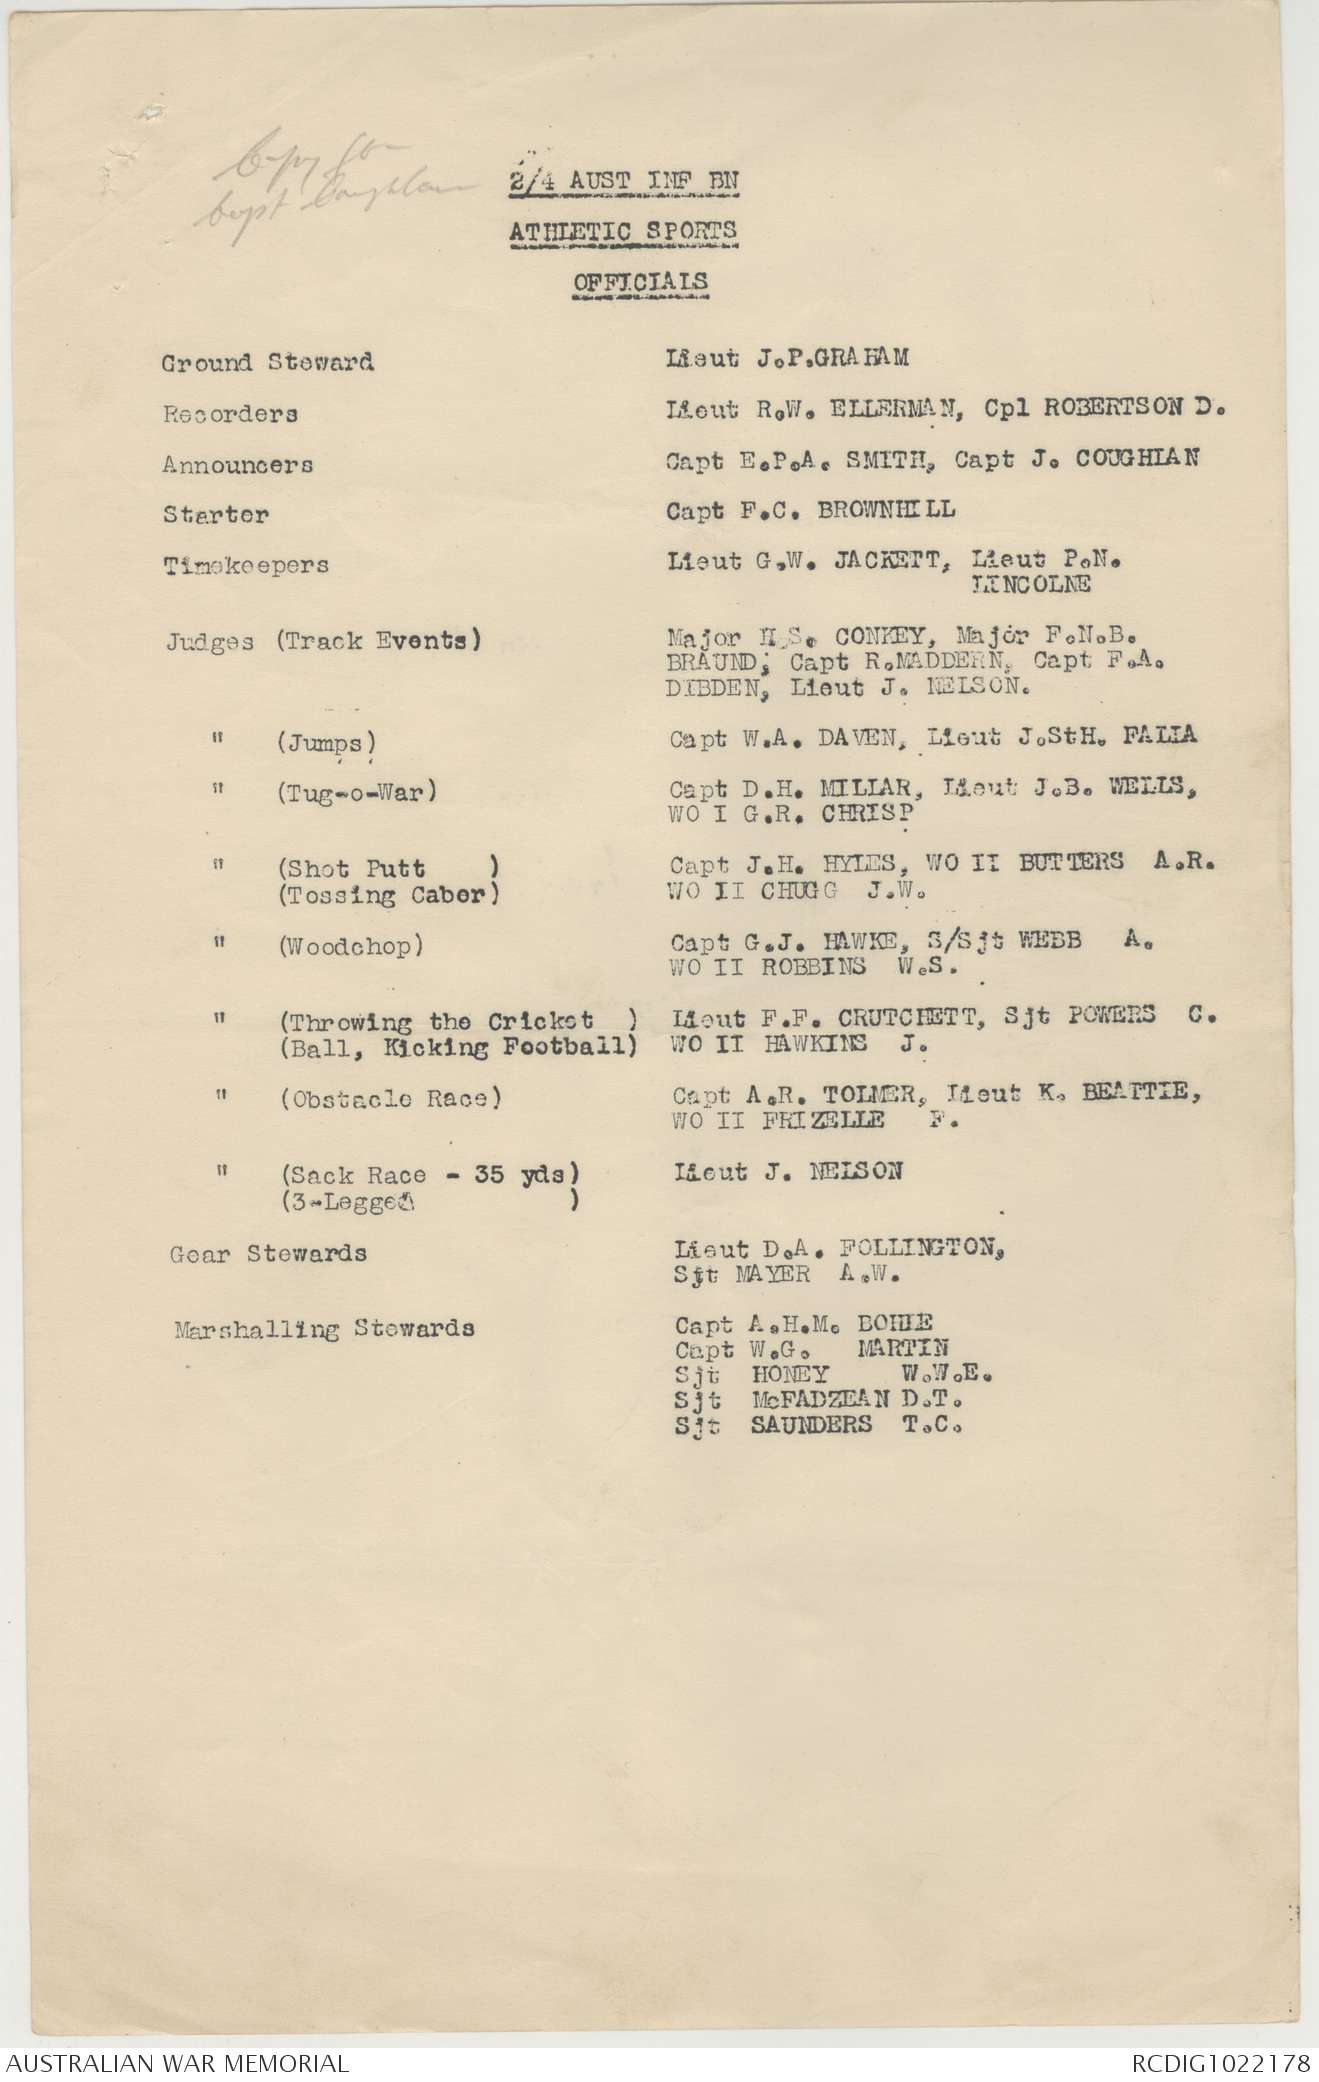 Copy for
Capt Coughlan
2/4 AUST INF BN
ATHLETIC SPORTS
OFFICIALS
Ground Steward Lieut J.P.GRAHAM
Recorders Lieut R.W. ELLERMAN, Cpl ROBERTSON D.
Announcers Capt E.P.A. SMITH, Capt J. COUGHLAN
Starter Capt F.C. BROWNHILL
Timekeepers Lieut G.W. JACKETT, Lieut P.N.
LINCOLNE
Judges (Track Events) Major H.S. CONKEY, Major F.N.B.
BRAUND; Capt R.MADDERN, Capt F.A.
DIBDEN, Lieut J. NELSON.
" (Jumps) Capt W.A. DAVEN, Lieut J.StH. FALLA
" (Tug-o-War) Capt D.H. MILLAR, Lieut J.B. WELLS,
WO I G.R. CHRISP
" (Shot Putt ) Capt J.H. HYLES, WO II BUTTERS A.R.
(Tossing Caber) WO II CHUGG J.W.
" (Woodchop) Capt G.J. HAWKE, S/Sjt WEBB A.
WO II ROBBINS W.S.
" (Throwing the Cricket ) Lieut F.F. CRUTCHETT, Sjt POWERS C.
(Ball, Kicking Football) WO II HAWKINS J.
" (Obstacle Race) Capt A.R. TOLMER, Lieut K. BEATTIE,
WO II FRIZELLE F.
" (Sack Race - 35 yds) Lieut J. NELSON
(3-Legged )
Gear Stewards Lieut D.A. FOLLINGTON,
Sjt MAYER A.W.
Marshalling Stewards Capt A.H.M. BOHLE
Capt W.G. MARTIN
Sjt HONEY W.W.E.
Sjt McFADZEAN D.T.
Sjt SAUNDERS T.C.
AUSTRALIAN WAR MEMORIAL RCDIG1022178